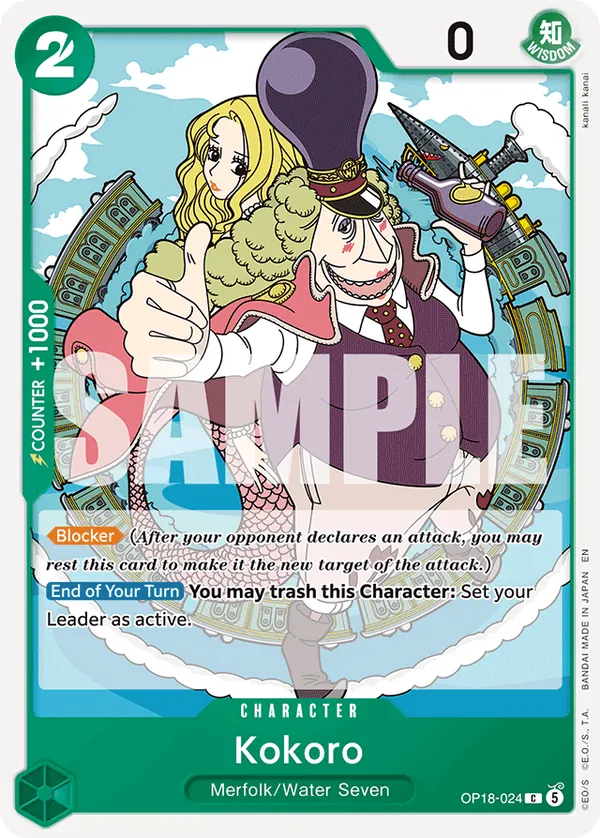 2
0
知
WISDOM
kanali kanai
COUNTER +1000
SAMPLE
Blocker (After your opponent declares an attack, you may
rest this card to make it the new target of the attack.)
End of Your Turn You may trash this Character: Set your
Leader as active.
CHARACTER
Kokoro
Merfolk/Water Seven
OP18-024 C 5
©EO/S ©E.O./S., T.A. BANDAI MADE IN JAPAN EN